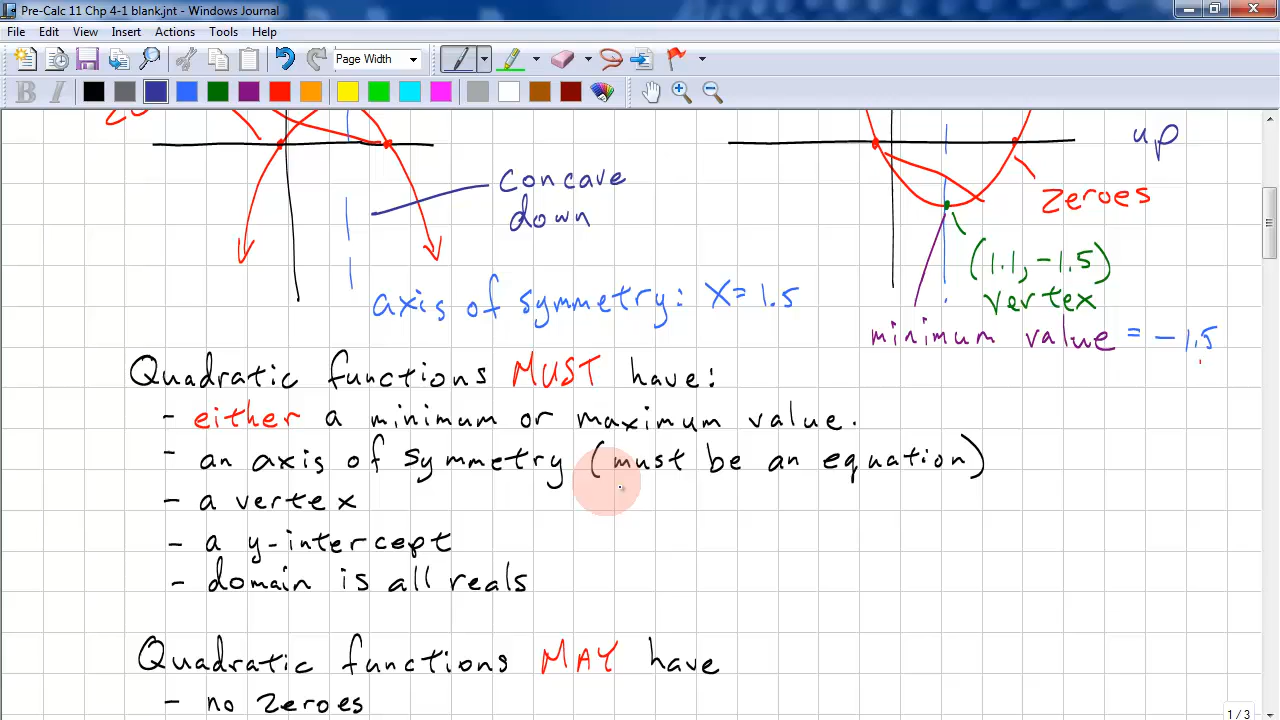 Pre-Calc 11 Chp 4-1 blank.jnt - Windows Journal
File Edit View Insert Actions Tools Help
Page Width
B I
up
concave
down
zeroes
(1.1, -1.5)
vertex
axis of symmetry: x = 1.5
minimum value = -1.5
Quadratic functions MUST have:
- either a minimum or maximum value.
- an axis of symmetry (must be an equation)
- a vertex
- a y-intercept
- domain is all reals
Quadratic functions MAY have
- no zeroes
1/3